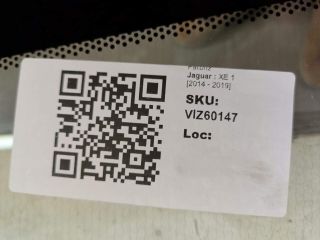 Jaguar : XE 1
[2014 - 2019]
SKU:
VIZ60147
Loc: